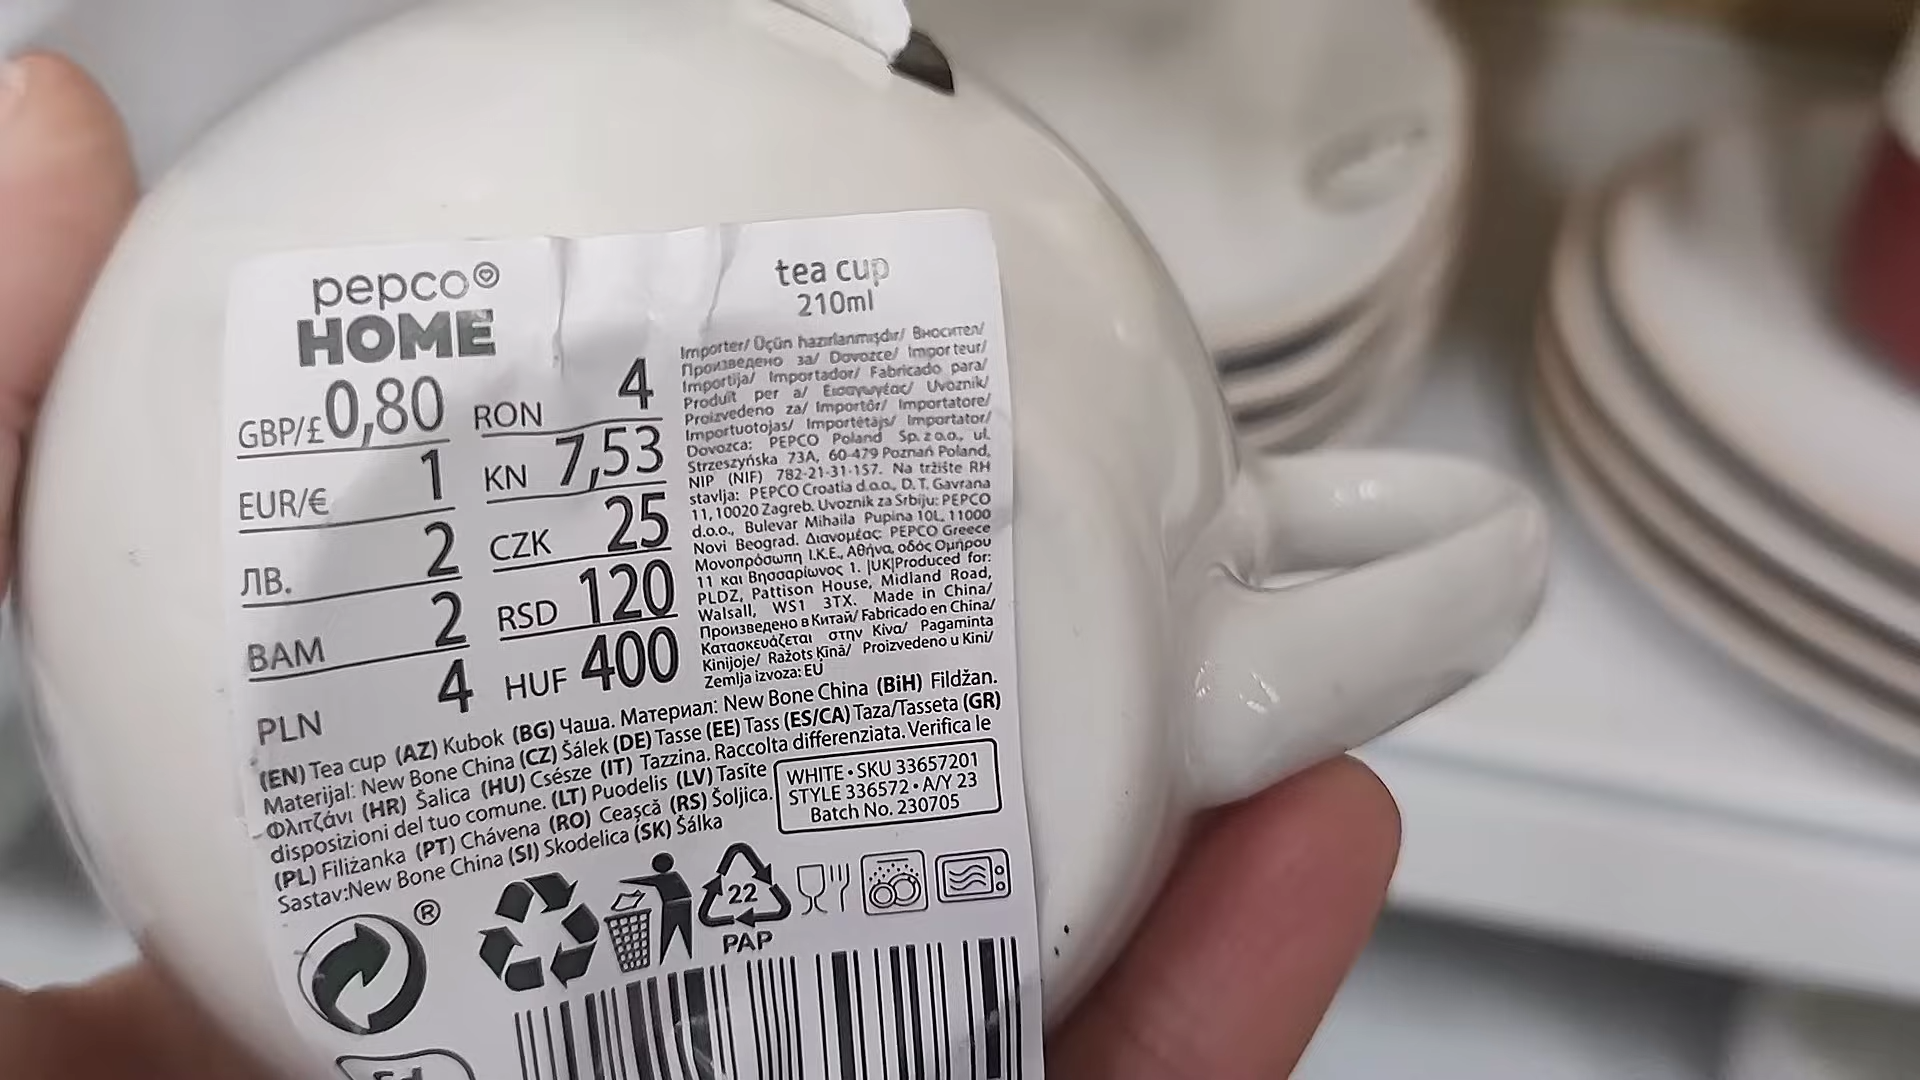 pepco
HOME
GBP/£ 0,80
EUR/€ 1
ЛВ. 2
BAM 2
PLN 4
RON 4
KN 7,53
CZK 25
RSD 120
HUF 400
tea cup
210ml
Importer/ Üçün hazırlanmışdır/ Вносител/
Произведено за/ Dovozce/ Importeur/
Importija/ Importador/ Fabricado para/
Produit per a/ Εισαγωγέας/ Uvoznik/
Proizvedeno za/ Importőr/ Importatore/
Importuotojas/ Importētājs/ Importator/
Dovozca: PEPCO Poland Sp. z o.o., ul.
Strzeszyńska 73A, 60-479 Poznań Poland,
NIP (NIF) 782-21-31-157. Na tržište RH
stavlja: PEPCO Croatia d.o.o., D. T. Gavrana
11, 10020 Zagreb. Uvoznik za Srbiju: PEPCO
d.o.o., Bulevar Mihaila Pupina 10L, 11000
Novi Beograd. Διανομέας: PEPCO Greece
Μονοπρόσωπη Ι.Κ.Ε., Αθήνα, οδός Ομήρου
11 και Βησσαρίωνος 1. |UK|Produced for:
PLDZ, Pattison House, Midland Road,
Walsall, WS1 3TX. Made in China/
Произведено в Китай/ Fabricado en China/
Κατασκευάζεται στην Κίνα/ Pagaminta
Kinijoje/ Ražots Ķīnā/ Proizvedeno u Kini/
Zemlja izvoza: EU
(EN) Tea cup (AZ) Kubok (BG) Чаша. Материал: New Bone China (BiH) Fildžan.
Materijal: New Bone China (CZ) Šálek (DE) Tasse (EE) Tass (ES/CA) Taza/Tasseta (GR)
Φλιτζάνι (HR) Šalica (HU) Csésze (IT) Tazzina. Raccolta differenziata. Verifica le
disposizioni del tuo comune. (LT) Puodelis (LV) Tasīte
(PL) Filiżanka (PT) Chávena (RO) Ceașcă (RS) Šoljica.
Sastav:New Bone China (SI) Skodelica (SK) Šálka
WHITE • SKU 33657201
STYLE 336572 • A/Y 23
Batch No. 230705
®
22
PAP